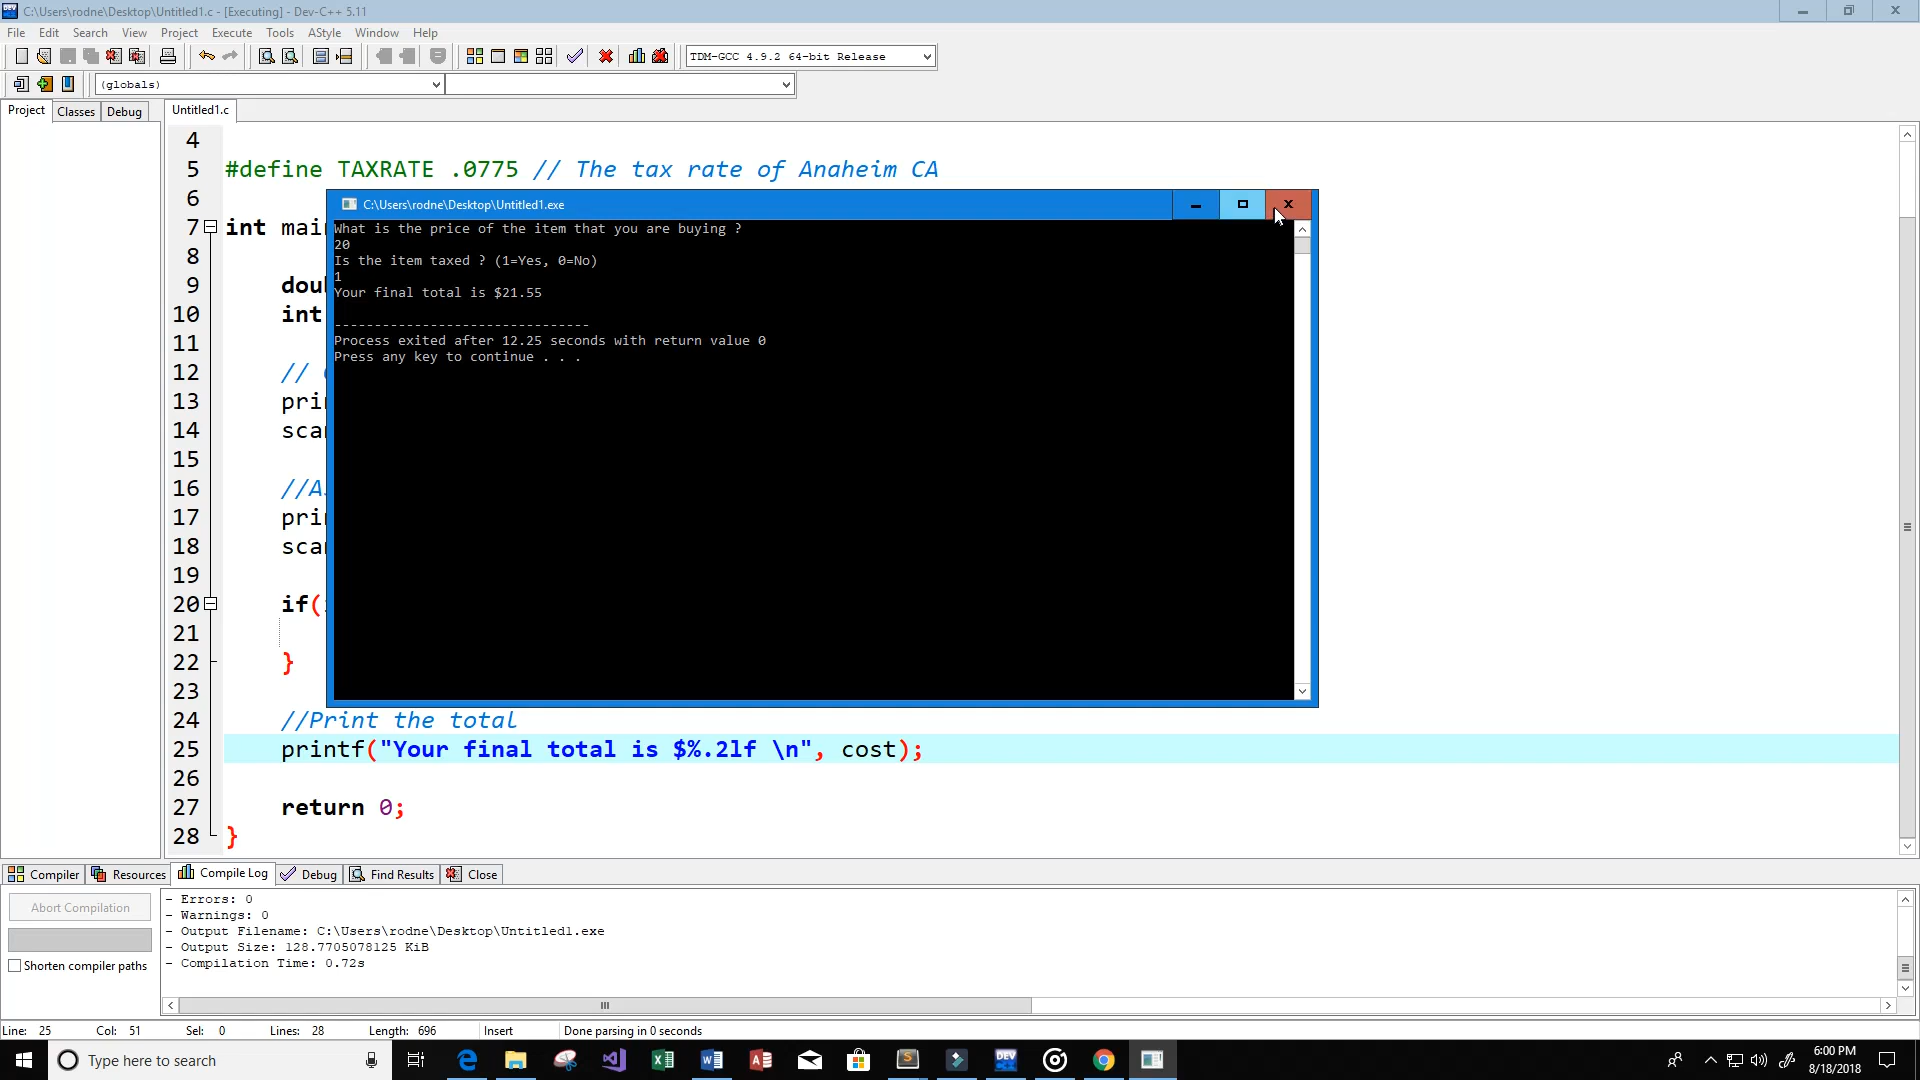 C:\Users\rodne\Desktop\Untitled1.c - [Executing] - Dev-C++ 5.11
File Edit Search View Project Execute Tools AStyle Window Help
TDM-GCC 4.9.2 64-bit Release
(globals)
Project Classes Debug Untitled1.c
4
5 #define TAXRATE .0775 // The tax rate of Anaheim CA
6
C:\Users\rodne\Desktop\Untitled1.exe
7 int main
What is the price of the item that you are buying ?
20
8
Is the item taxed ? (1=Yes, 0=No)
1
9
Your final total is $21.55
10 int
--------------------------------
Process exited after 12.25 seconds with return value 0
11
Press any key to continue . . .
12 //
13
14
15
16 //A
17
18
19
20 if(
21
22 }
23
24 //Print the total
25 printf("Your final total is $%.2lf \n", cost);
26
27 return 0;
28 }
Compiler Resources Compile Log Debug Find Results Close
Abort Compilation
Shorten compiler paths
- Errors: 0
- Warnings: 0
- Output Filename: C:\Users\rodne\Desktop\Untitled1.exe
- Output Size: 128.7705078125 KiB
- Compilation Time: 0.72s
Line: 25 Col: 51 Sel: 0 Lines: 28 Length: 696 Insert Done parsing in 0 seconds
Type here to search
DEV
6:00 PM
8/18/2018